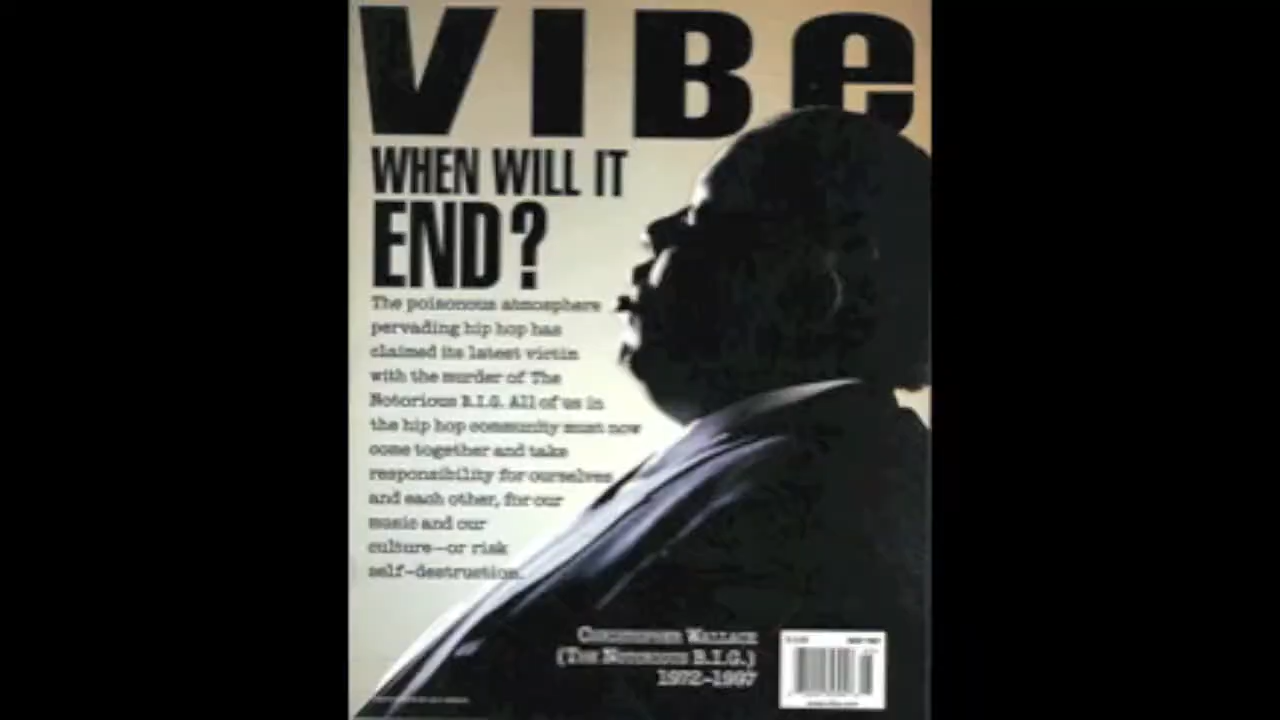 VIBE
WHEN WILL IT
END?
The poisonous atmosphere
pervading hip hop has
claimed its latest victim
with the murder of The
Notorious B.I.G. All of us in
the hip hop community must now
come together and take
responsibility for ourselves
and each other, for our
music and our
culture—or risk
self-destruction.
Christopher Wallace
(The Notorious B.I.G.)
1972-1997